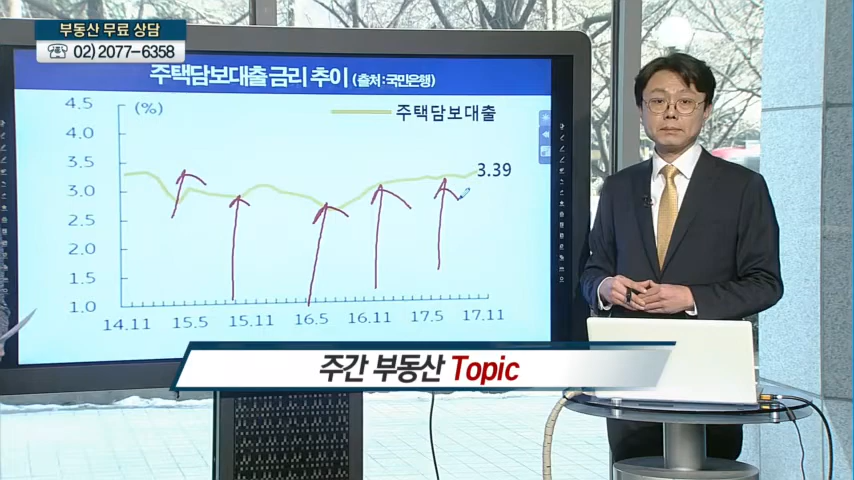 부동산 무료 상담
☏ 02) 2077-6358
주택담보대출 금리 추이 (출처 : 국민은행)
(%)
주택담보대출
4.5
4.0
3.5
3.39
3.0
2.5
2.0
1.5
1.0
14.11 15.5 15.11 16.5 16.11 17.5 17.11
주간 부동산 Topic